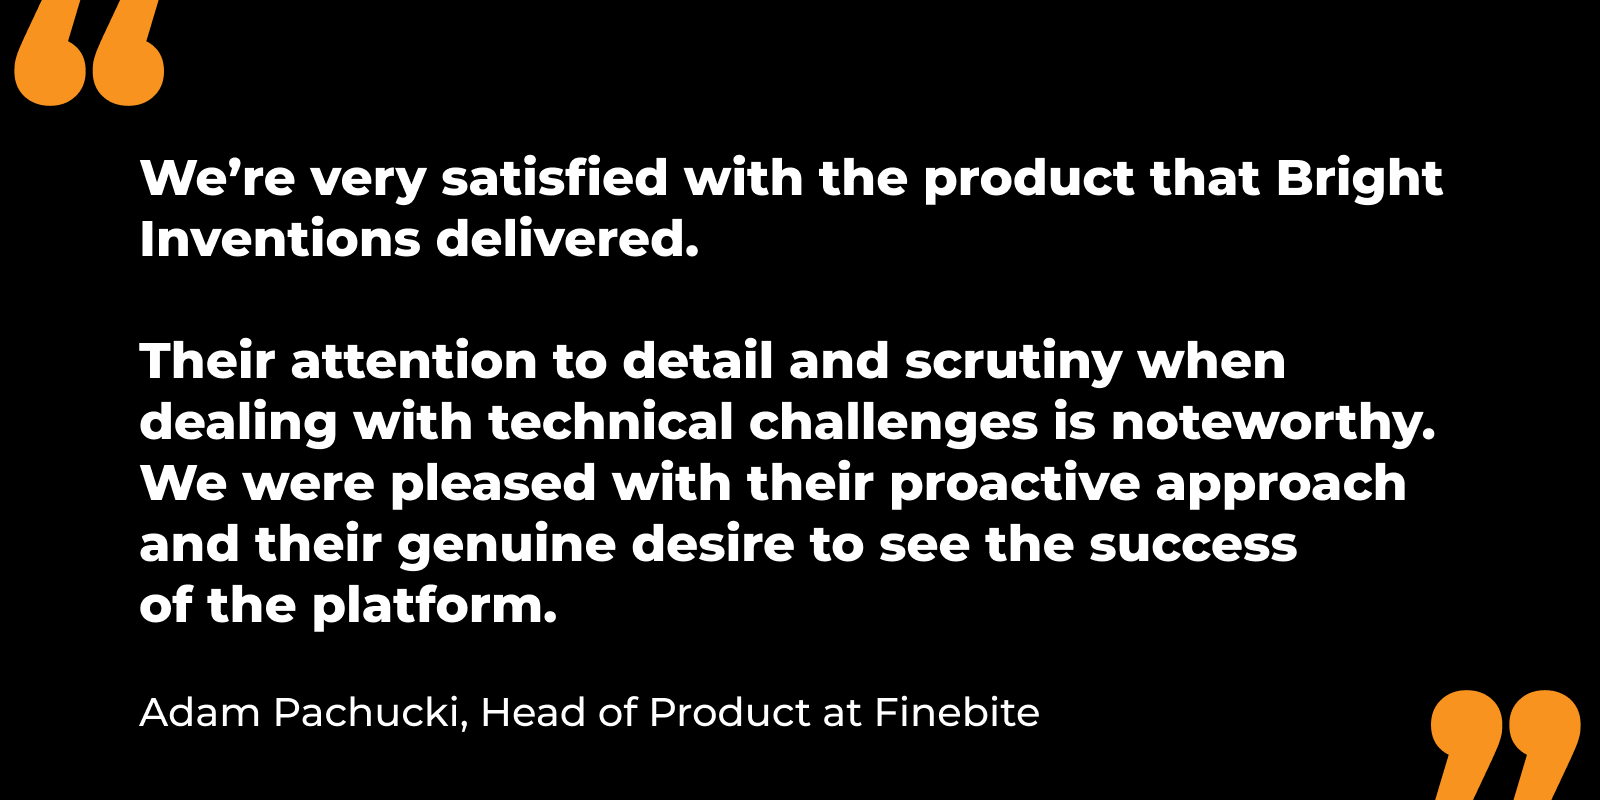 “
We’re very satisfied with the product that Bright
Inventions delivered.
Their attention to detail and scrutiny when
dealing with technical challenges is noteworthy.
We were pleased with their proactive approach
and their genuine desire to see the success
of the platform.
Adam Pachucki, Head of Product at Finebite
”